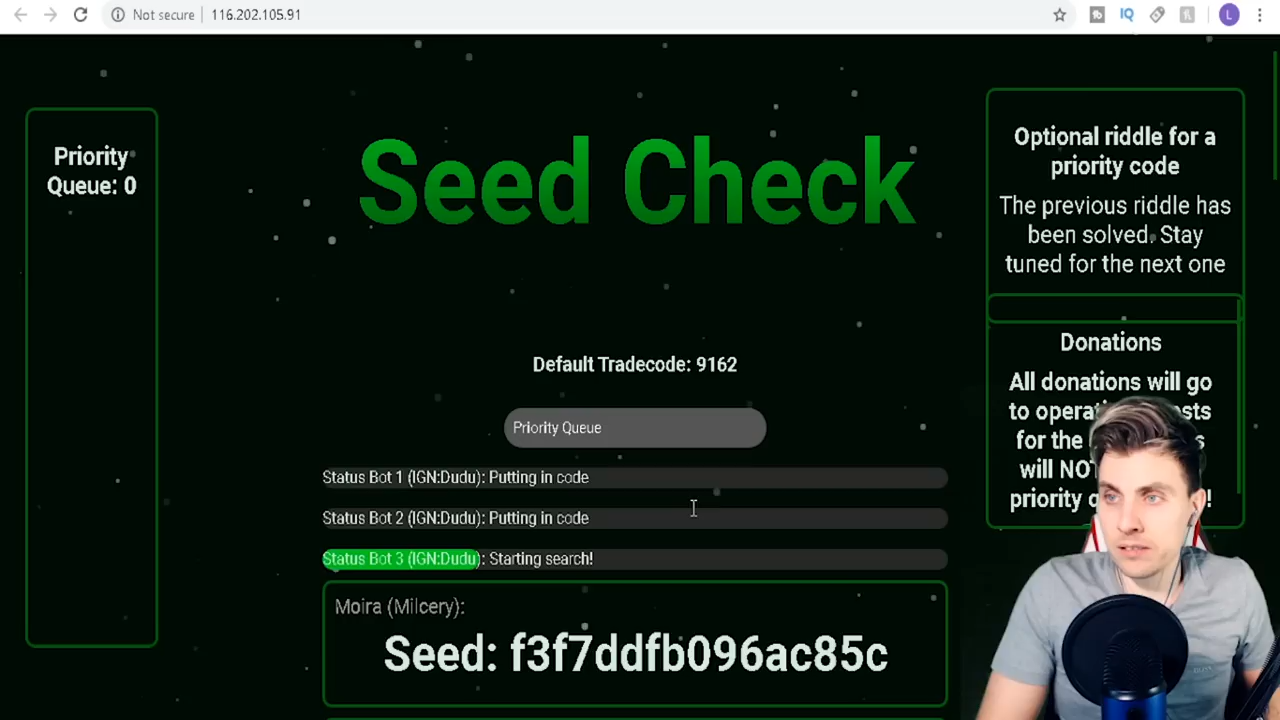 Not secure
116.202.105.91
L
Priority
Queue: 0
Seed Check
Default Tradecode: 9162
Priority Queue
Status Bot 1 (IGN:Dudu): Putting in code
Status Bot 2 (IGN:Dudu): Putting in code
Status Bot 3 (IGN:Dudu): Starting search!
Moira (Milcery):
Seed: f3f7ddfb096ac85c
Optional riddle for a
priority code
The previous riddle has
been solved. Stay
tuned for the next one
Donations
All donations will go
to
for the
will
priority
IQ